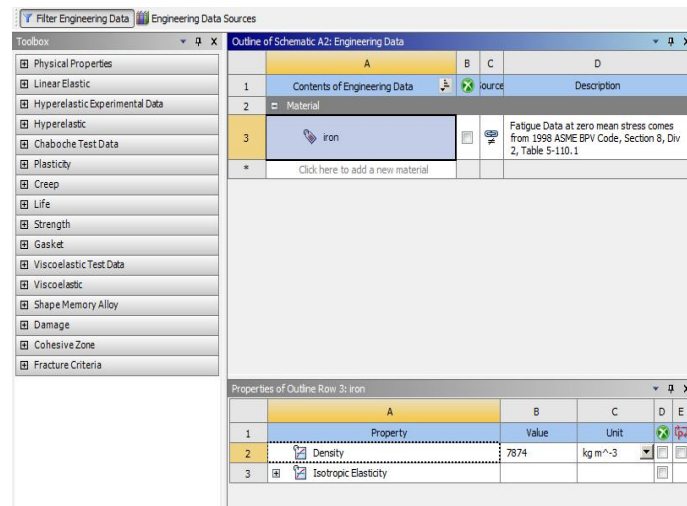 Filter Engineering Data Engineering Data Sources
Toolbox
Physical Properties
Linear Elastic
Hyperelastic Experimental Data
Hyperelastic
Chaboche Test Data
Plasticity
Creep
Life
Strength
Gasket
Viscoelastic Test Data
Viscoelastic
Shape Memory Alloy
Damage
Cohesive Zone
Fracture Criteria
Outline of Schematic A2: Engineering Data
A B C D
1 Contents of Engineering Data ource Description
2 Material
3 iron Fatigue Data at zero mean stress comes
from 1998 ASME BPV Code, Section 8, Div
2, Table 5-110.1
* Click here to add a new material
Properties of Outline Row 3: iron
A B C D E
1 Property Value Unit
2 Density 7874 kg m^-3
3 Isotropic Elasticity